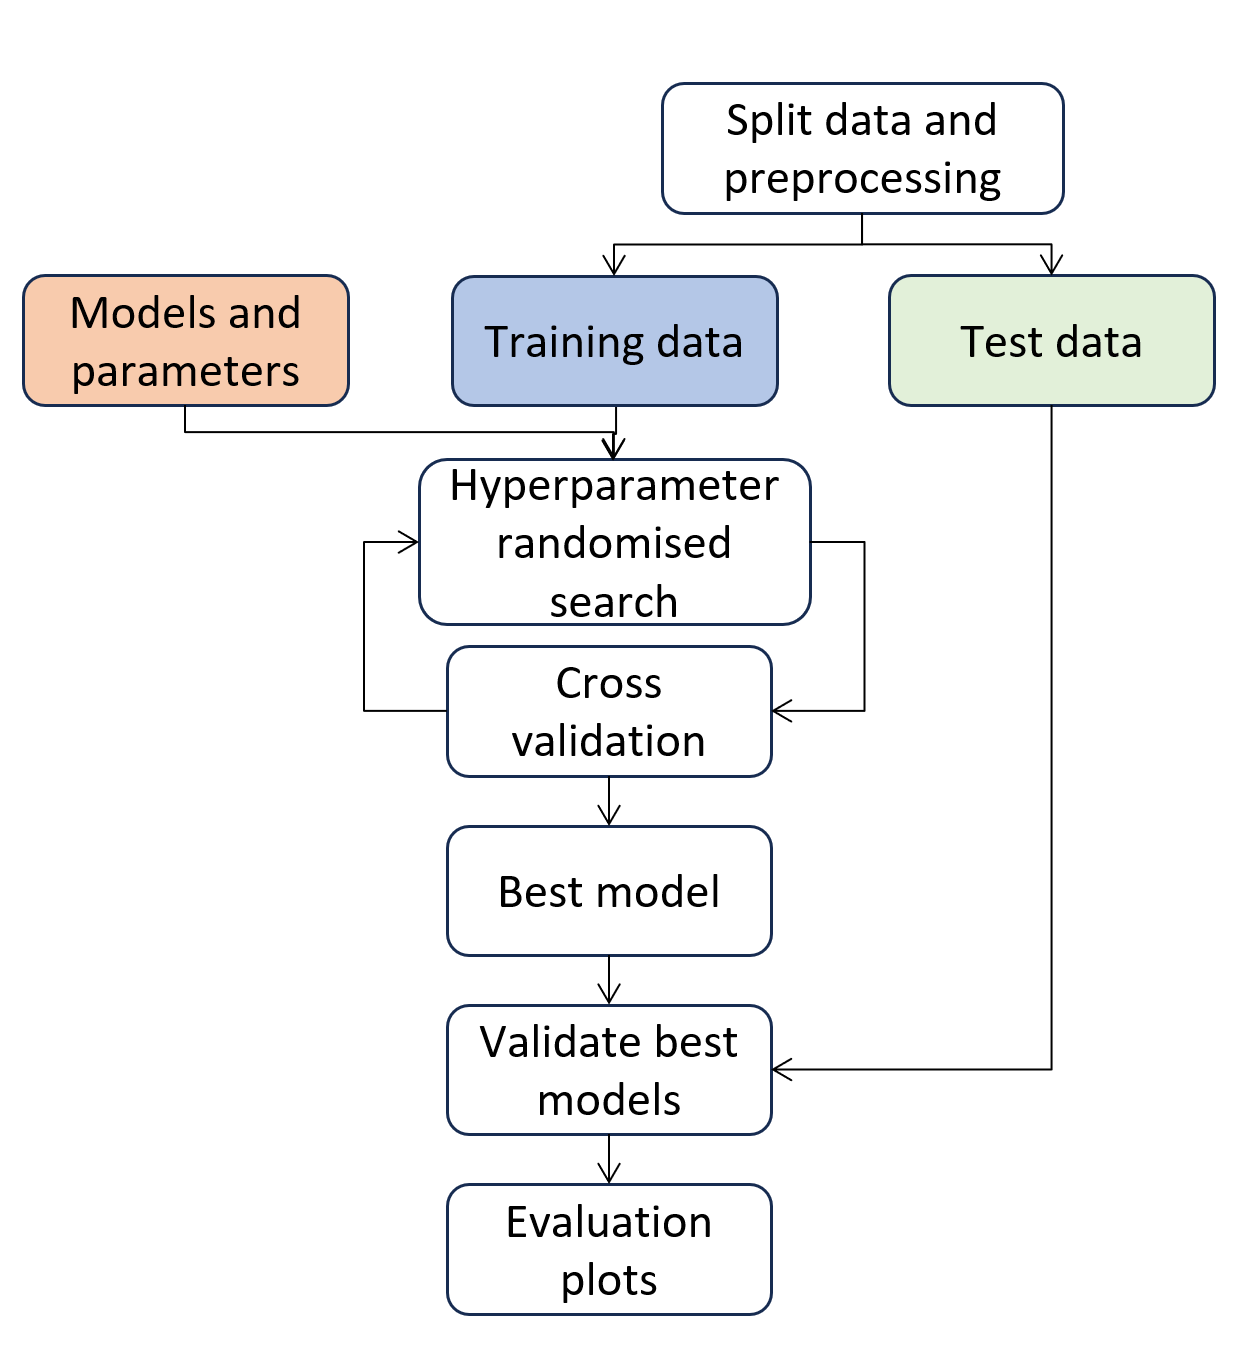 Split data and
preprocessing
Models and
parameters
Training data
Test data
Hyperparameter
randomised
search
Cross
validation
Best model
Validate best
models
Evaluation
plots